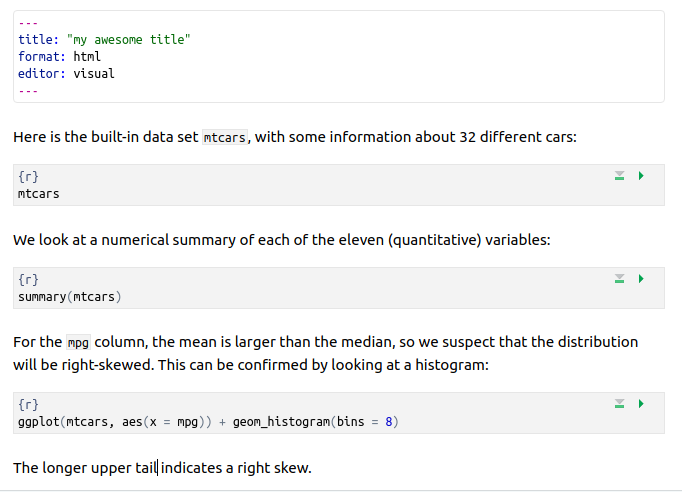 ---
title: "my awesome title"
format: html
editor: visual
---
Here is the built-in data set mtcars, with some information about 32 different cars:
{r}
mtcars
We look at a numerical summary of each of the eleven (quantitative) variables:
{r}
summary(mtcars)
For the mpg column, the mean is larger than the median, so we suspect that the distribution
will be right-skewed. This can be confirmed by looking at a histogram:
{r}
ggplot(mtcars, aes(x = mpg)) + geom_histogram(bins = 8)
The longer upper tail indicates a right skew.